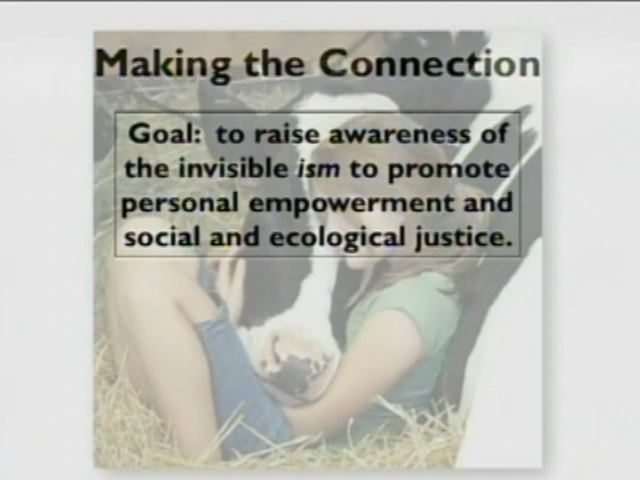 Making the Connection
Goal: to raise awareness of
the invisible ism to promote
personal empowerment and
social and ecological justice.